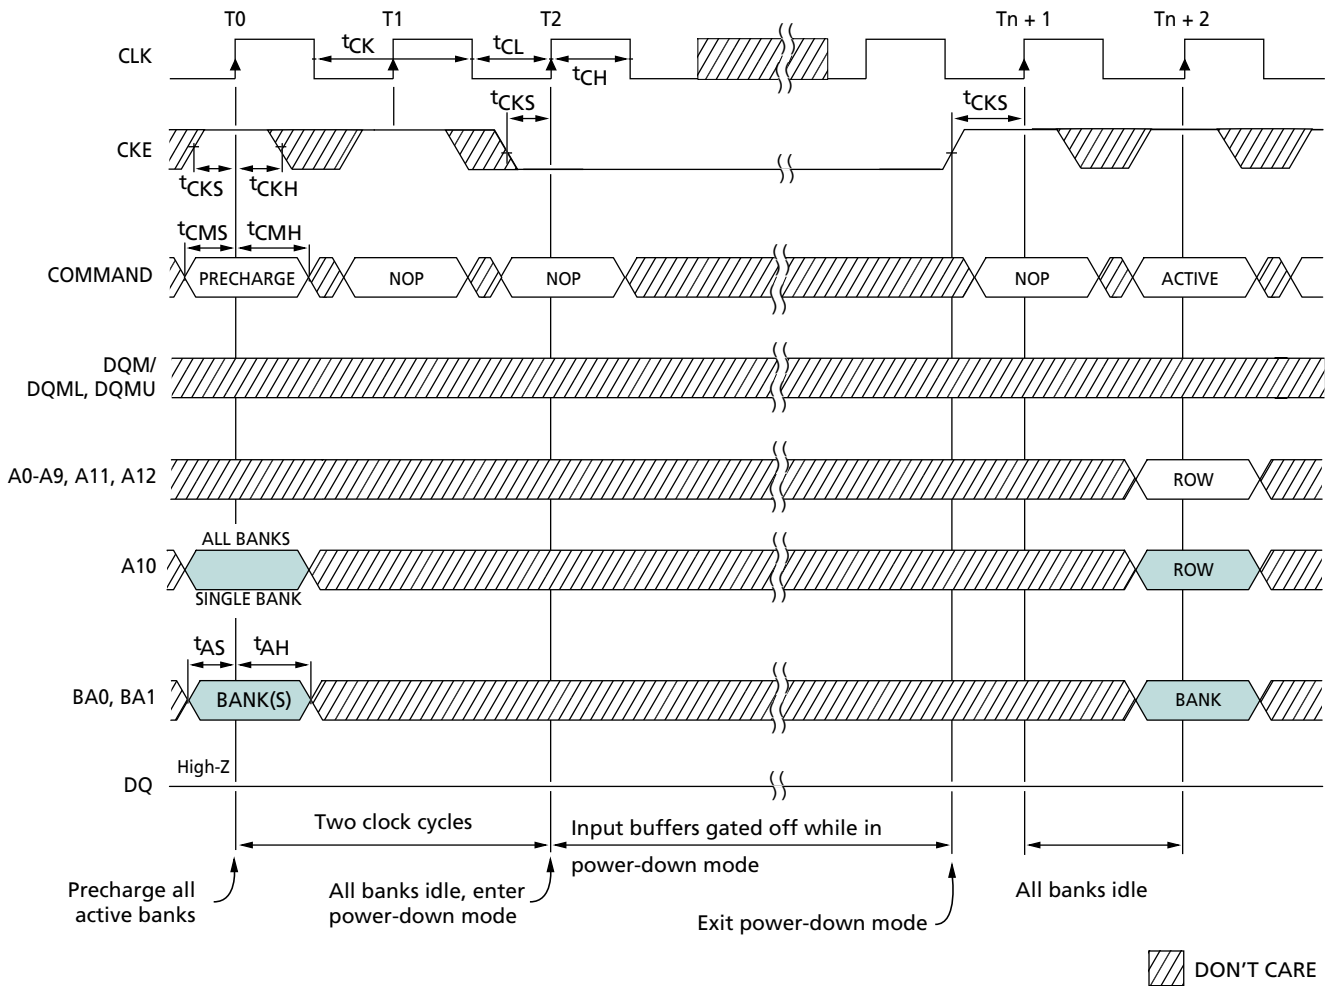 T0 T1 T2 Tn + 1 Tn + 2
CLK
tCK tCL tCH
tCKS tCKS
CKE
tCKS tCKH
tCMS tCMH
COMMAND PRECHARGE NOP NOP NOP ACTIVE
DQM/
DQML, DQMU
A0-A9, A11, A12 ROW
ALL BANKS
A10 ROW
SINGLE BANK
tAS tAH
BA0, BA1 BANK(S) BANK
High-Z
DQ
Two clock cycles
Input buffers gated off while in
power-down mode
Precharge all
active banks
All banks idle, enter
power-down mode
Exit power-down mode
All banks idle
DON'T CARE